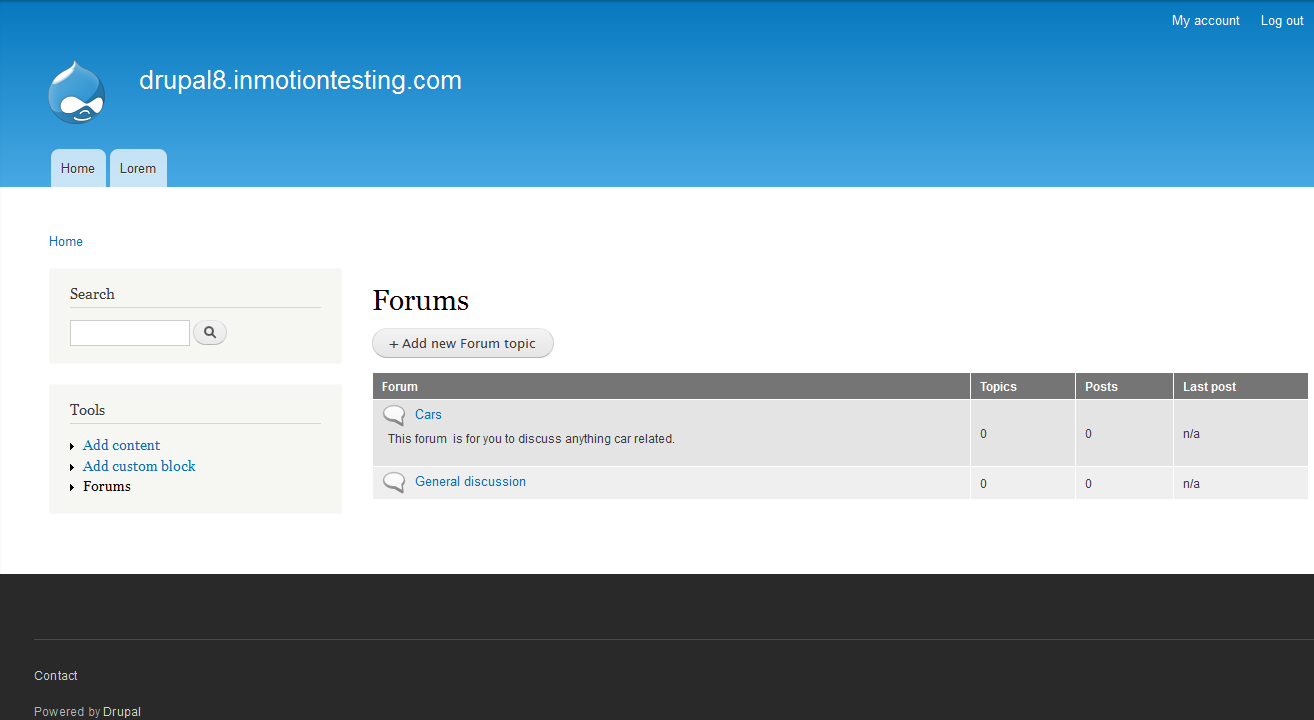 My account Log out
drupal8.inmotiontesting.com
Home Lorem
Home
Search
Tools
Add content
Add custom block
Forums
Forums
+ Add new Forum topic
Forum Topics Posts Last post
Cars
This forum is for you to discuss anything car related.
0 0 n/a
General discussion 0 0 n/a
Contact
Powered by Drupal